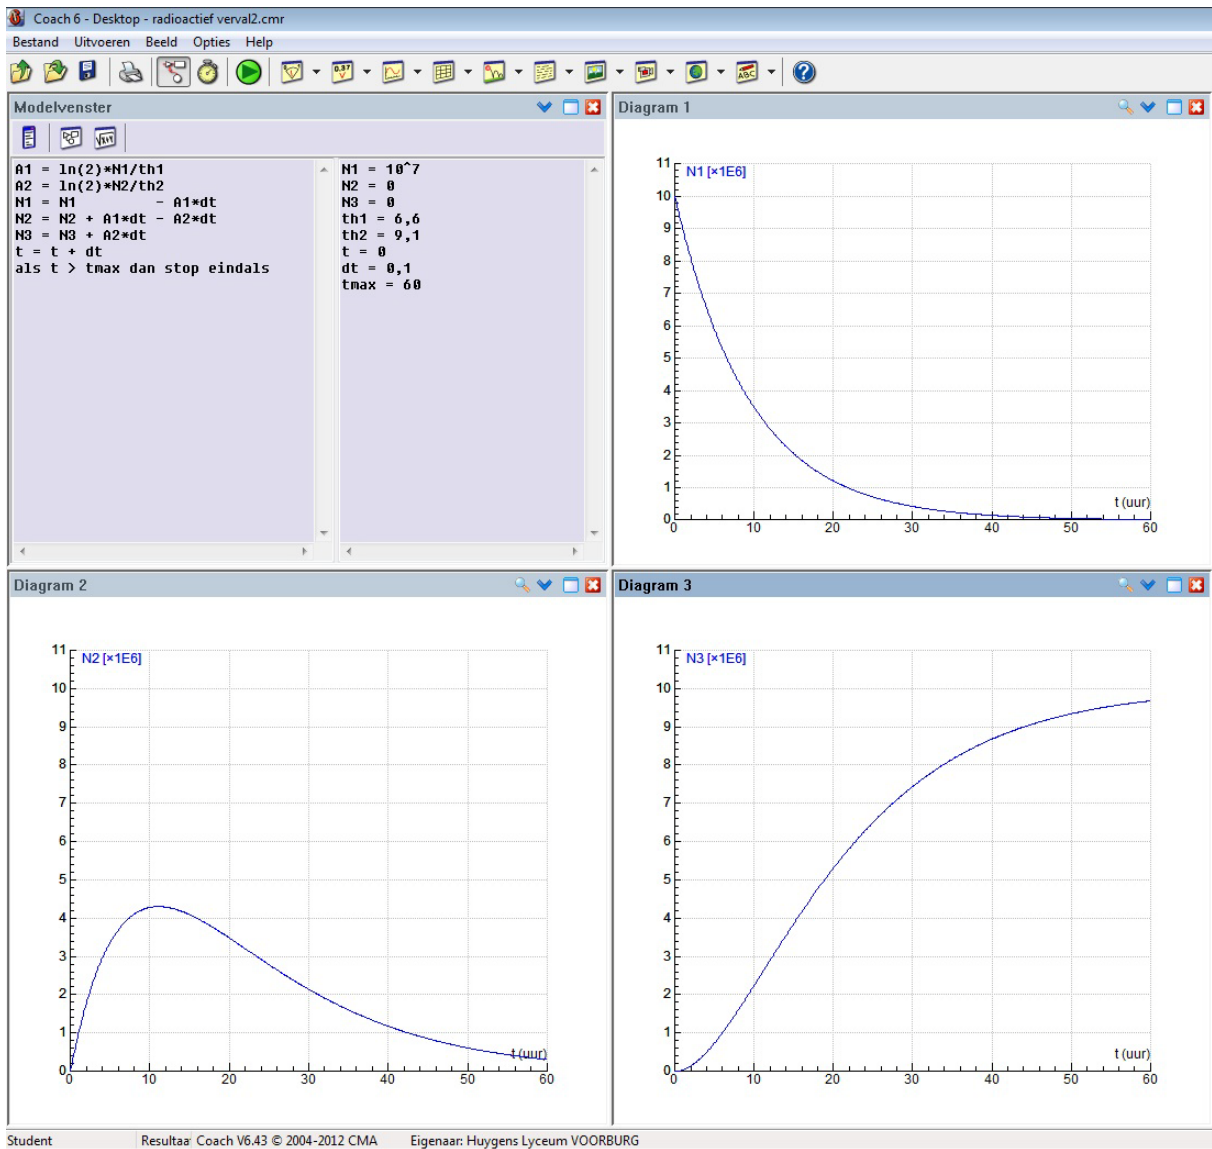 Coach 6 - Desktop - radioactief verval2.cmr
Bestand Uitvoeren Beeld Opties Help
0.37
√x+y
ABC
Modelvenster
A1 = ln(2)*N1/th1
A2 = ln(2)*N2/th2
N1 = N1 - A1*dt
N2 = N2 + A1*dt - A2*dt
N3 = N3 + A2*dt
t = t + dt
als t > tmax dan stop eindals
N1 = 10^7
N2 = 0
N3 = 0
th1 = 6,6
th2 = 9,1
t = 0
dt = 0,1
tmax = 60
Diagram 1
N1 [×1E6]
11
10
9
8
7
6
5
4
3
2
1
0
t (uur)
0 10 20 30 40 50 60
Diagram 2
N2 [×1E6]
11
10
9
8
7
6
5
4
3
2
1
0
t (uur)
0 10 20 30 40 50 60
Diagram 3
N3 [×1E6]
11
10
9
8
7
6
5
4
3
2
1
0
t (uur)
0 10 20 30 40 50 60
Student Resultaa Coach V6.43 © 2004-2012 CMA Eigenaar: Huygens Lyceum VOORBURG